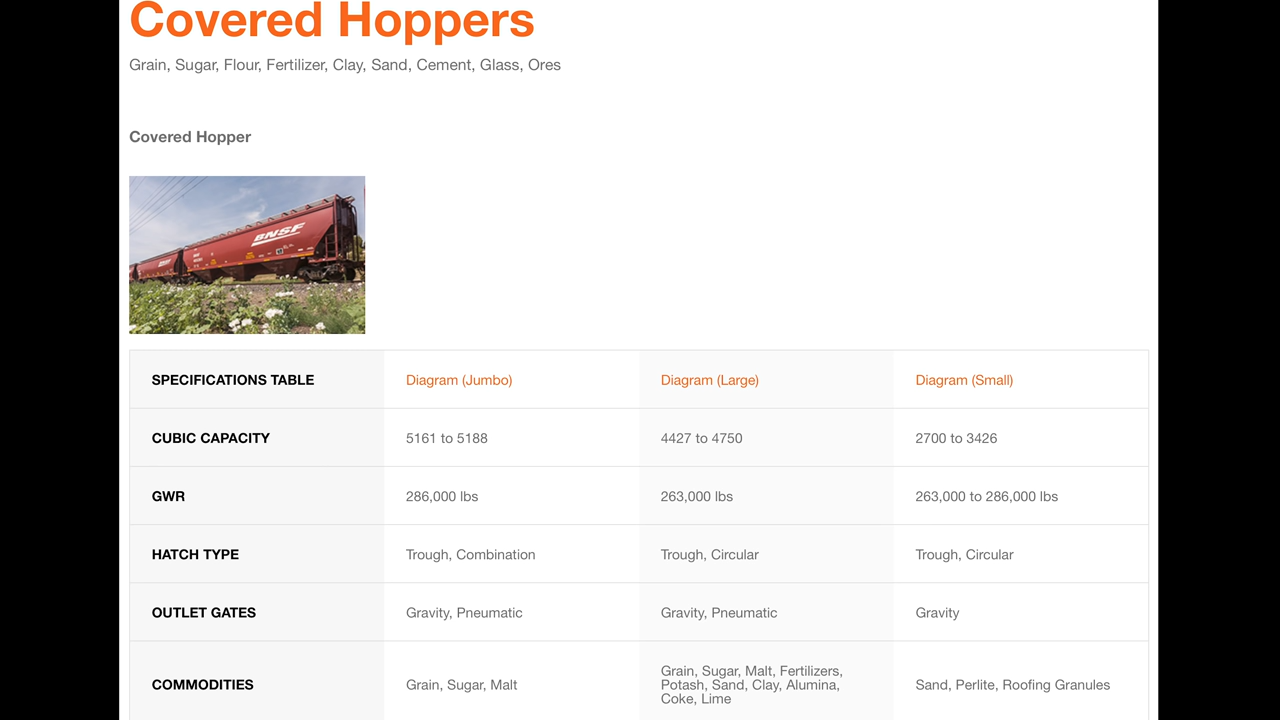 Covered Hoppers
Grain, Sugar, Flour, Fertilizer, Clay, Sand, Cement, Glass, Ores
Covered Hopper
BNSF
SPECIFICATIONS TABLE Diagram (Jumbo) Diagram (Large) Diagram (Small)
CUBIC CAPACITY 5161 to 5188 4427 to 4750 2700 to 3426
GWR 286,000 lbs 263,000 lbs 263,000 to 286,000 lbs
HATCH TYPE Trough, Combination Trough, Circular Trough, Circular
OUTLET GATES Gravity, Pneumatic Gravity, Pneumatic Gravity
COMMODITIES Grain, Sugar, Malt
Grain, Sugar, Malt, Fertilizers,
Potash, Sand, Clay, Alumina,
Coke, Lime
Sand, Perlite, Roofing Granules